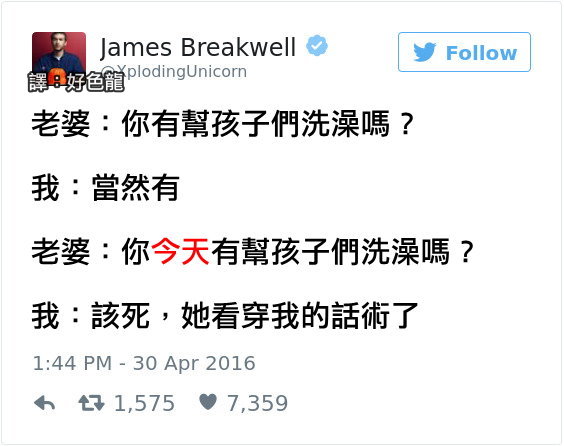 James Breakwell
@XplodingUnicorn
Follow
譯：好色龍
老婆：你有幫孩子們洗澡嗎？
我：當然有
老婆：你今天有幫孩子們洗澡嗎？
我：該死，她看穿我的話術了
1:44 PM - 30 Apr 2016
1,575 7,359